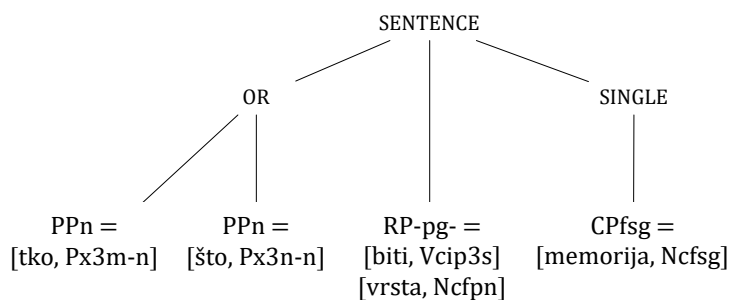 SENTENCE
OR
SINGLE
PPn =
[tko, Px3m-n]
PPn =
[što, Px3n-n]
RP-pg- =
[biti, Vcip3s]
[vrsta, Ncfpn]
CPfsg =
[memorija, Ncfsg]